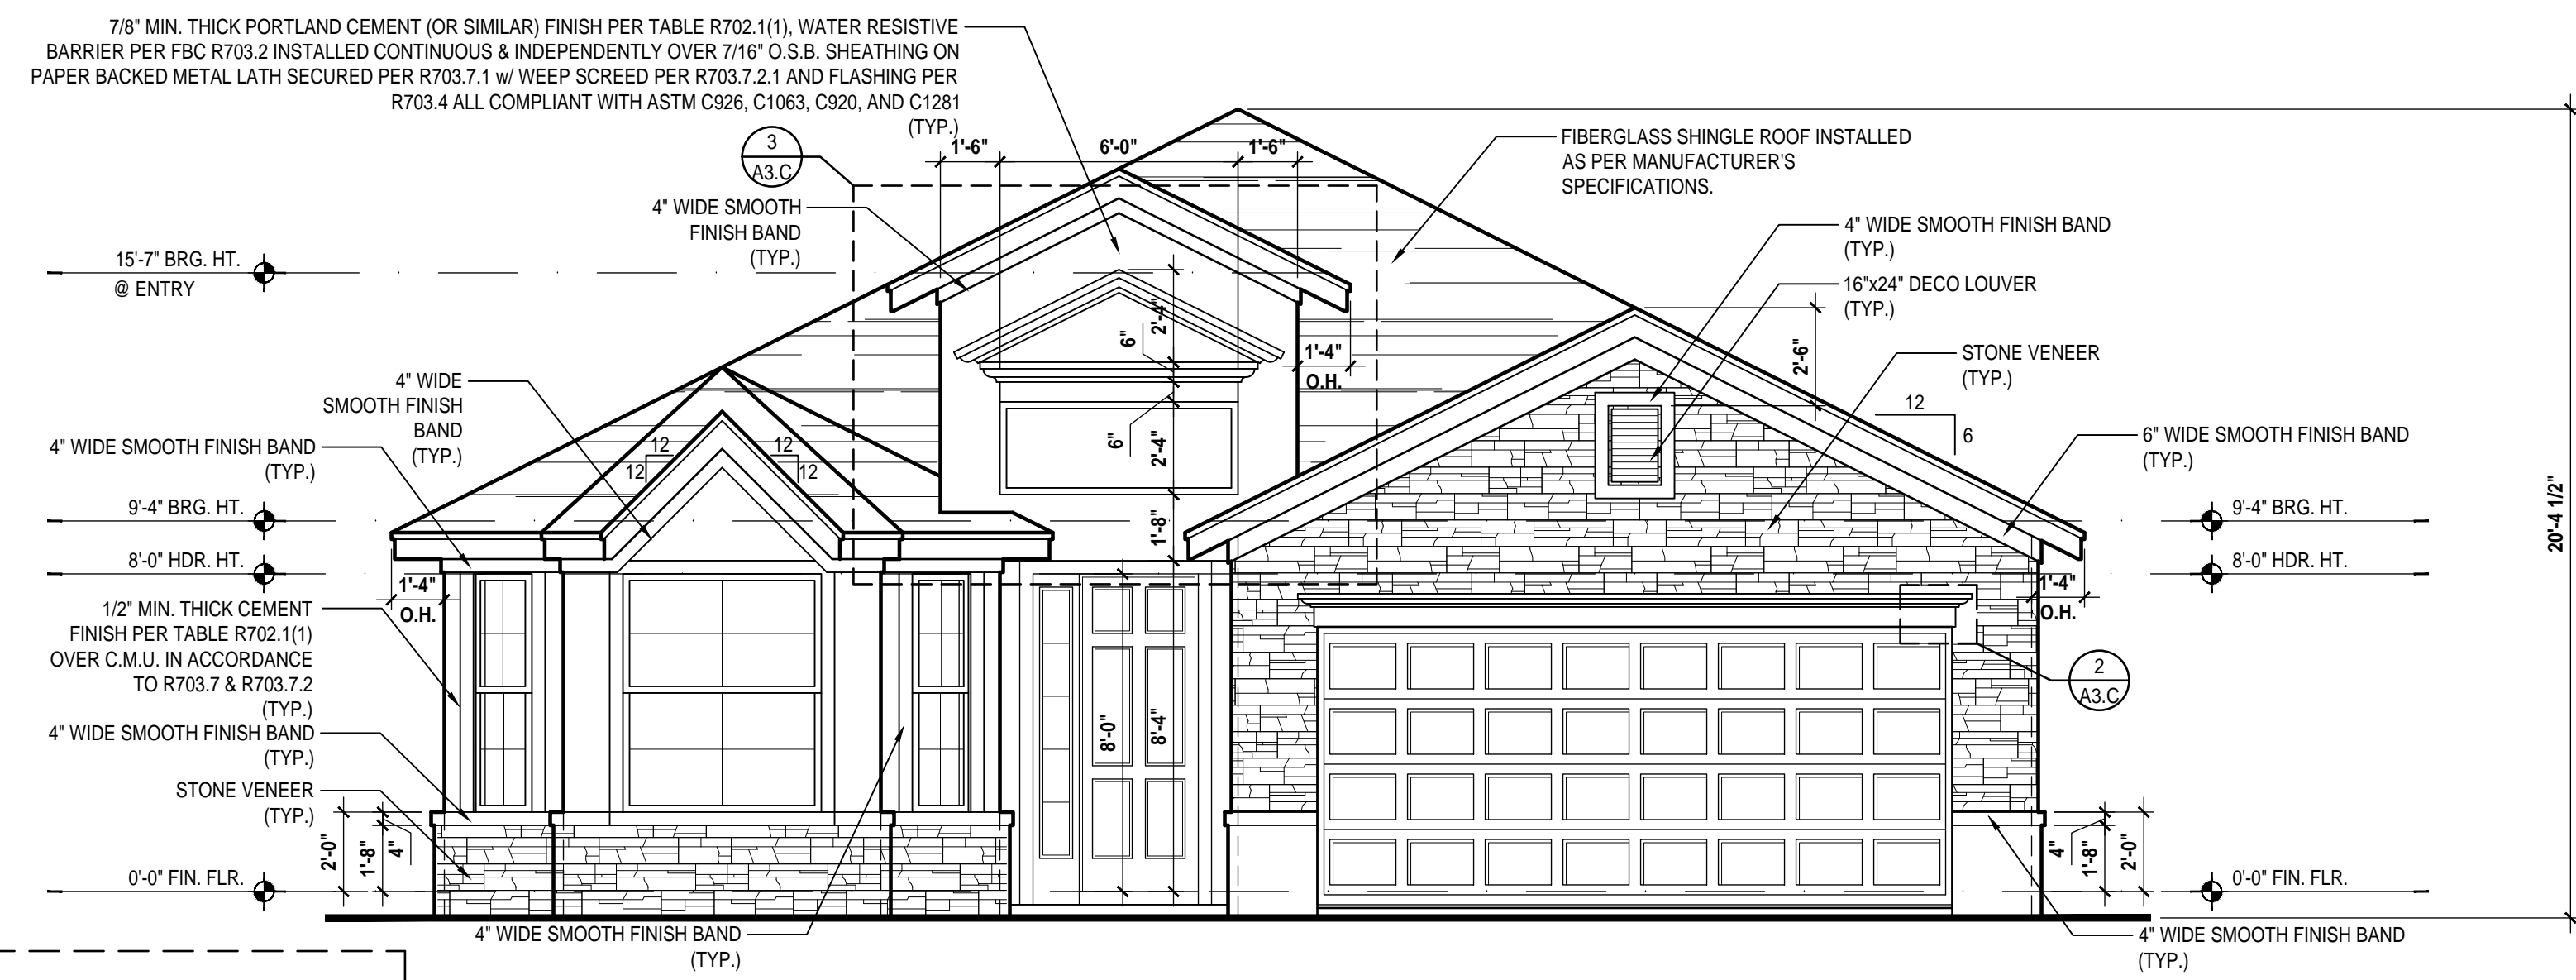 7/8" MIN. THICK PORTLAND CEMENT (OR SIMILAR) FINISH PER TABLE R702.1(1), WATER RESISTIVE
BARRIER PER FBC R703.2 INSTALLED CONTINUOUS & INDEPENDENTLY OVER 7/16" O.S.B. SHEATHING ON
PAPER BACKED METAL LATH SECURED PER R703.7.1 w/ WEEP SCREED PER R703.7.2.1 AND FLASHING PER
R703.4 ALL COMPLIANT WITH ASTM C926, C1063, C920, AND C1281
(TYP.)
3
A3.C
1'-6"
6'-0"
1'-6"
FIBERGLASS SHINGLE ROOF INSTALLED
AS PER MANUFACTURER'S
SPECIFICATIONS.
4" WIDE SMOOTH
FINISH BAND
(TYP.)
4" WIDE SMOOTH FINISH BAND
(TYP.)
15'-7" BRG. HT.
@ ENTRY
16"x24" DECO LOUVER
(TYP.)
2'-4"
6"
1'-4"
O.H.
2'-6"
STONE VENEER
(TYP.)
4" WIDE
SMOOTH FINISH
BAND
(TYP.)
12
6
4" WIDE SMOOTH FINISH BAND
(TYP.)
12
12
12
12
6"
2'-4"
6" WIDE SMOOTH FINISH BAND
(TYP.)
9'-4" BRG. HT.
1'-8"
9'-4" BRG. HT.
20'-4 1/2"
8'-0" HDR. HT.
8'-0" HDR. HT.
1'-4"
O.H.
1'-4"
O.H.
1/2" MIN. THICK CEMENT
FINISH PER TABLE R702.1(1)
OVER C.M.U. IN ACCORDANCE
TO R703.7 & R703.7.2
(TYP.)
2
A3.C
8'-0"
8'-4"
4" WIDE SMOOTH FINISH BAND
(TYP.)
STONE VENEER
(TYP.)
2'-0"
1'-8"
4"
4"
1'-8"
2'-0"
0'-0" FIN. FLR.
0'-0" FIN. FLR.
4" WIDE SMOOTH FINISH BAND
(TYP.)
4" WIDE SMOOTH FINISH BAND
(TYP.)